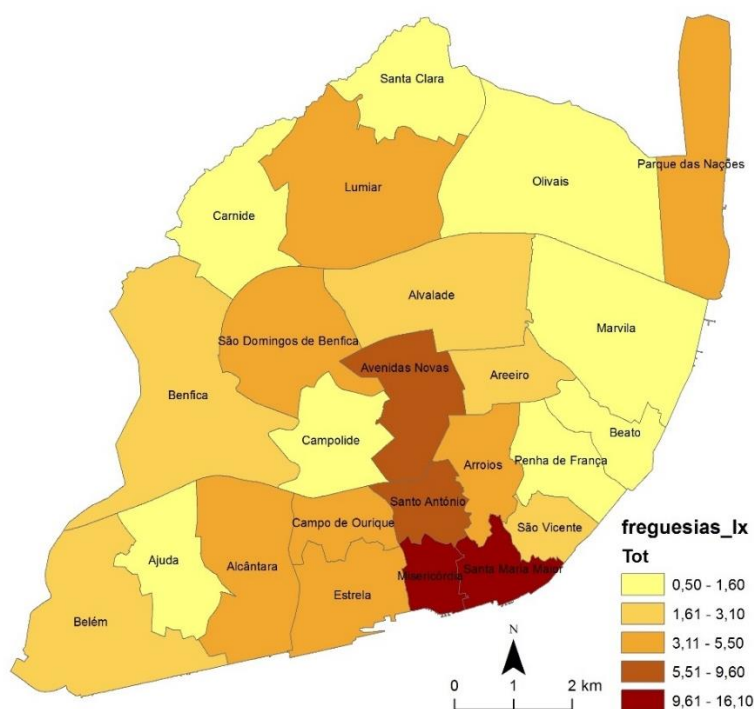 Santa Clara
Parque das Nações
Olivais
Lumiar
Carnide
Alvalade
Marvila
São Domingos de Benfica
Avenidas Novas
Areeiro
Benfica
Beato
Campolide
Arroios
Penha de França
Santo António
Campo de Ourique
São Vicente
Ajuda
Alcântara
Misericórdia
Santa Maria Maior
Estrela
Belém
freguesias_lx
Tot
0,50 - 1,60
1,61 - 3,10
3,11 - 5,50
5,51 - 9,60
9,61 - 16,10
N
0 1 2 km